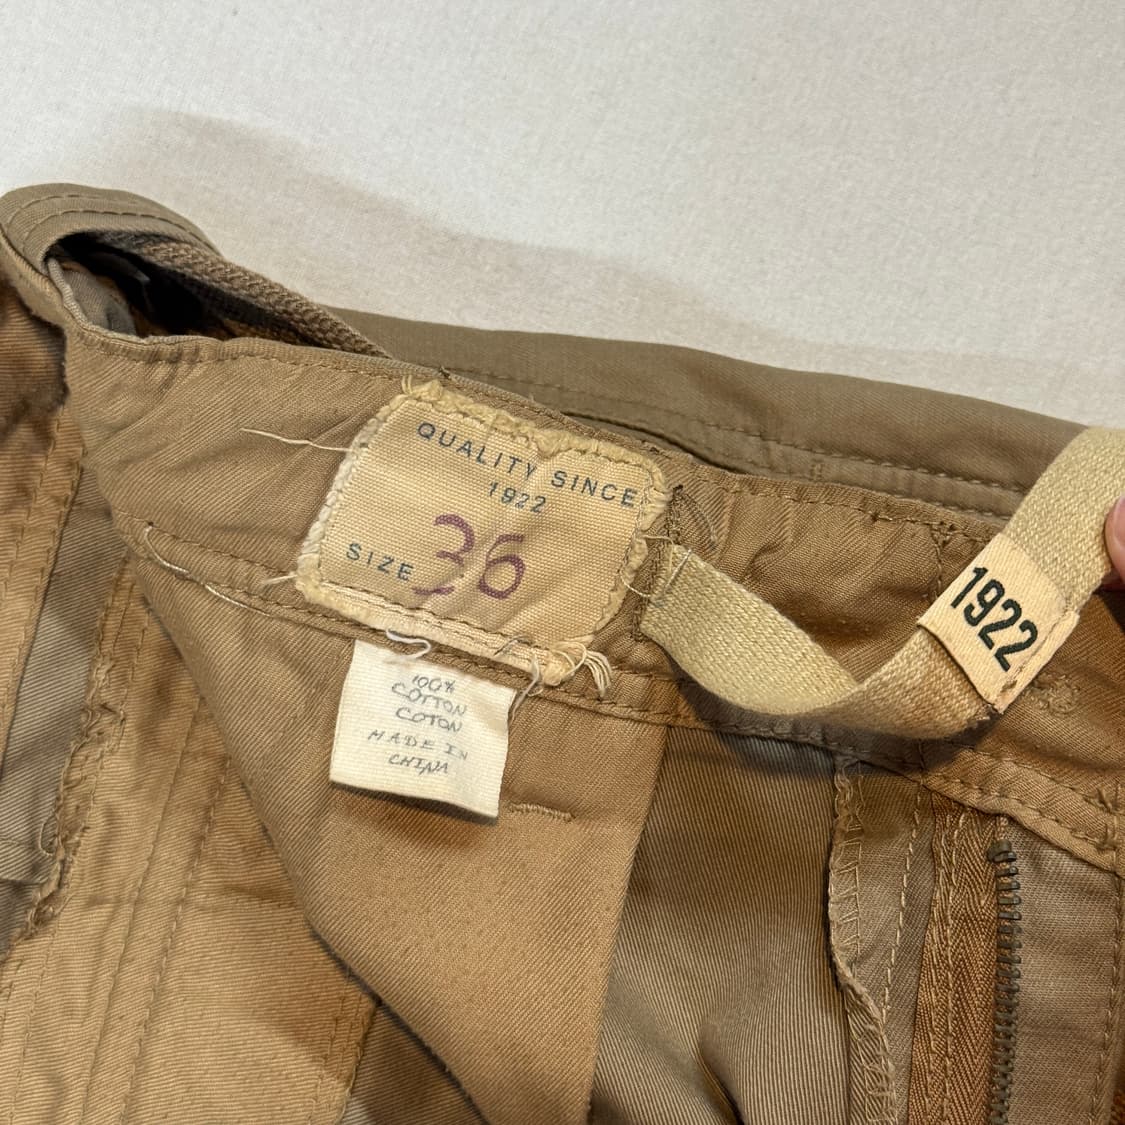 QUALITY SINCE
1922
SIZE 36
100%
COTTON
COTON
MADE IN
CHINA
1922